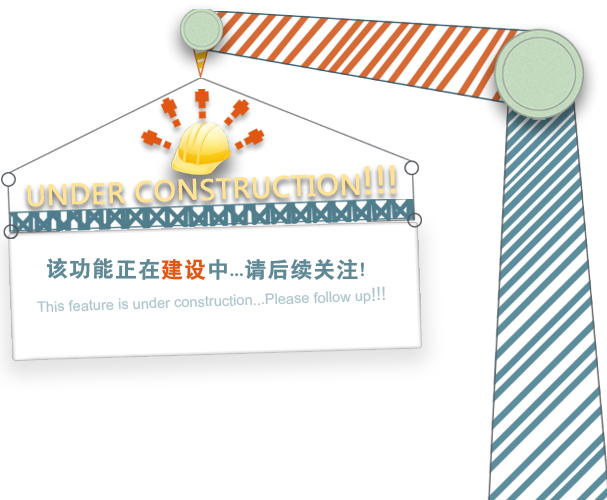 UNDER CONSTRUCTION!!!
该功能正在建设中...请后续关注!
This feature is under construction...Please follow up!!!